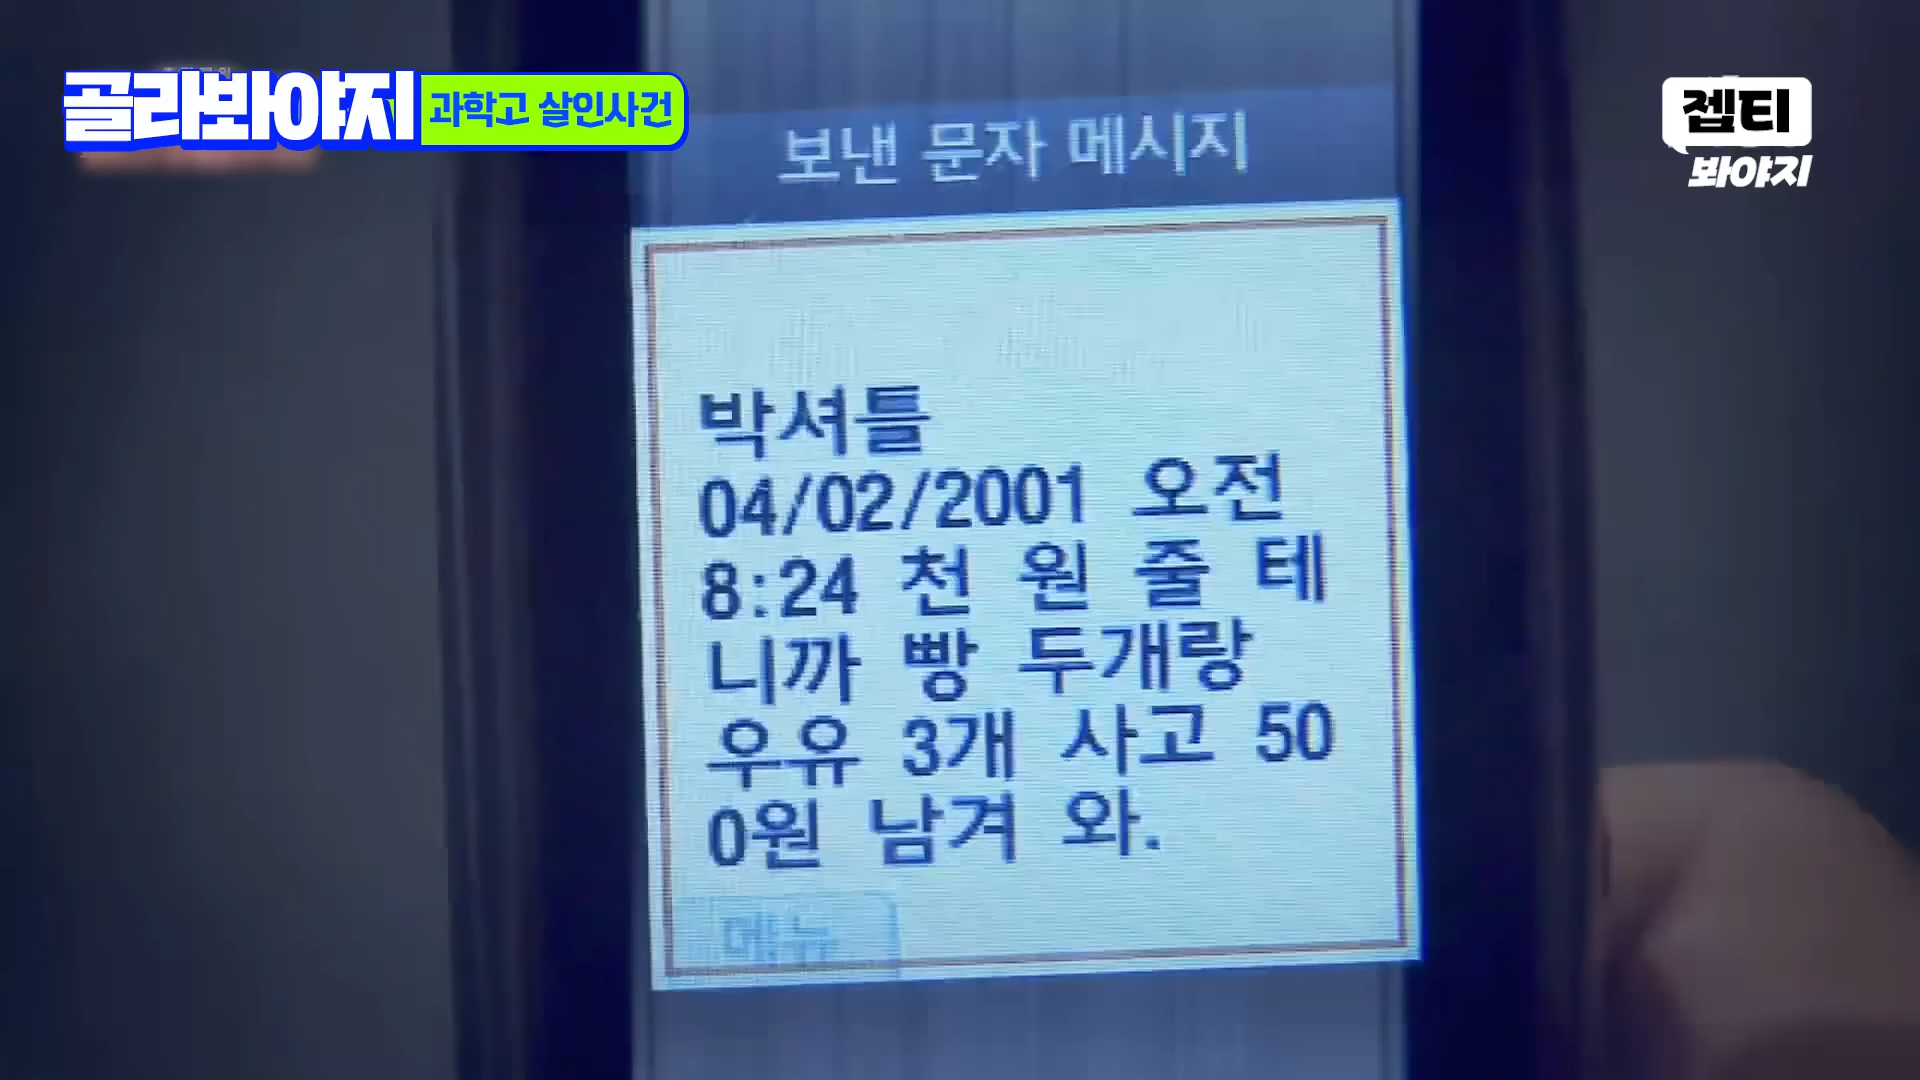 골라봐야지 과학고 살인사건
젭티
봐야지
보낸 문자 메시지
박셔틀
04/02/2001 오전
8:24 천 원 줄 테
니까 빵 두개랑
우유 3개 사고 50
0원 남겨 와.
메뉴